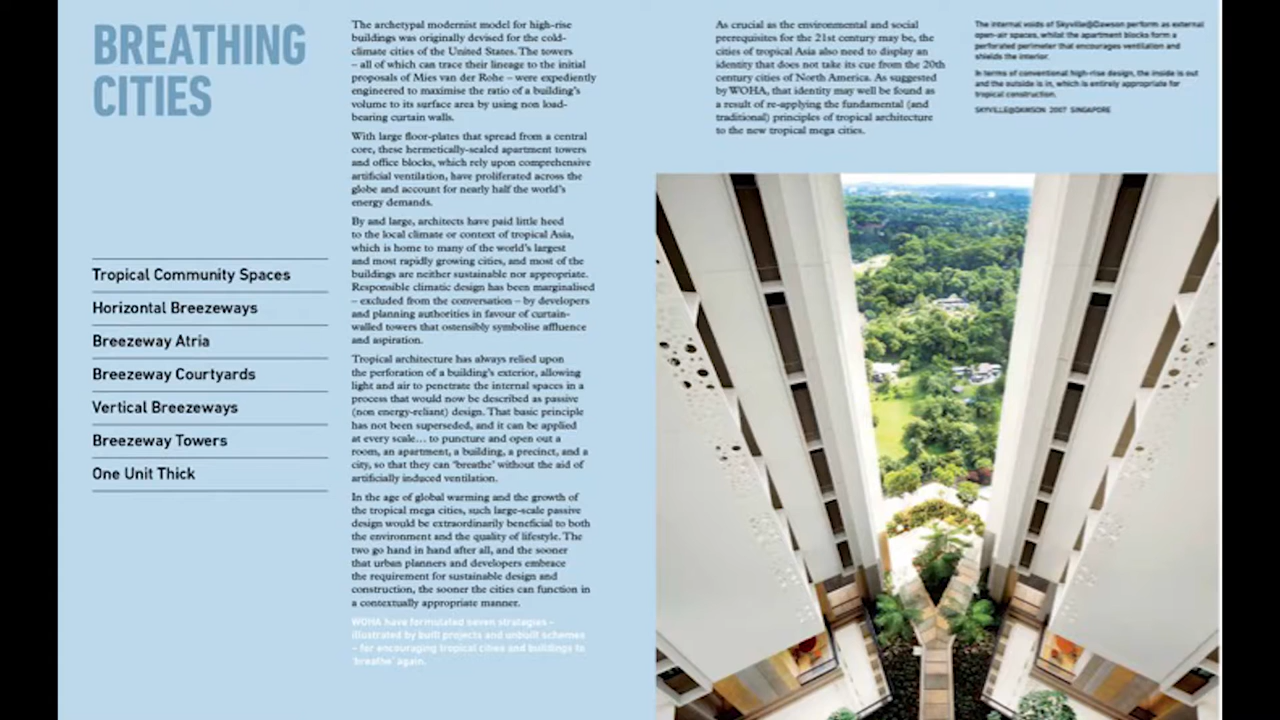 BREATHING
CITIES
Tropical Community Spaces
Horizontal Breezeways
Breezeway Atria
Breezeway Courtyards
Vertical Breezeways
Breezeway Towers
One Unit Thick
The archetypal modernist model for high-rise
buildings was originally devised for the cold-
climate cities of the United States. The towers
– all of which can trace their lineage to the initial
proposals of Mies van der Rohe – were expediently
engineered to maximise the ratio of a building's
volume to its surface area by using non load-
bearing curtain walls.
With large floor-plates that spread from a central
core, these hermetically-sealed apartment towers
and office blocks, which rely upon comprehensive
artificial ventilation, have proliferated across the
globe and account for nearly half the world's
energy demands.
By and large, architects have paid little heed
to the local climate or context of tropical Asia,
which is home to many of the world's largest
and most rapidly growing cities, and most of the
buildings are neither sustainable nor appropriate.
Responsible climatic design has been marginalised
– excluded from the conversation – by developers
and planning authorities in favour of curtain-
walled towers that ostensibly symbolise affluence
and aspiration.
Tropical architecture has always relied upon
the perforation of a building's exterior, allowing
light and air to penetrate the internal spaces in a
process that would now be described as passive
(non energy-reliant) design. That basic principle
has not been superseded, and it can be applied
at every scale… to puncture and open out a
room, an apartment, a building, a precinct, and a
city, so that they can 'breathe' without the aid of
artificially induced ventilation.
In the age of global warming and the growth of
the tropical mega cities, such large-scale passive
design would be extraordinarily beneficial to both
the environment and the quality of lifestyle. The
two go hand in hand after all, and the sooner
that urban planners and developers embrace
the requirement for sustainable design and
construction, the sooner the cities can function in
a contextually appropriate manner.
WOHA have formulated seven strategies –
illustrated by built projects and unbuilt schemes
– for encouraging tropical cities and buildings to
'breathe' again.
As crucial as the environmental and social
prerequisites for the 21st century may be, the
cities of tropical Asia also need to display an
identity that does not take its cue from the 20th
century cities of North America. As suggested
by WOHA, that identity may well be found as
a result of re-applying the fundamental (and
traditional) principles of tropical architecture
to the new tropical mega cities.
The internal voids of Skyville@Dawson perform as external
open-air spaces, whilst the apartment blocks form a
perforated perimeter that encourages ventilation and
shields the interior.
In terms of conventional high-rise design, the inside is out
and the outside is in, which is entirely appropriate for
tropical construction.
SKYVILLE@DAWSON 2007 SINGAPORE